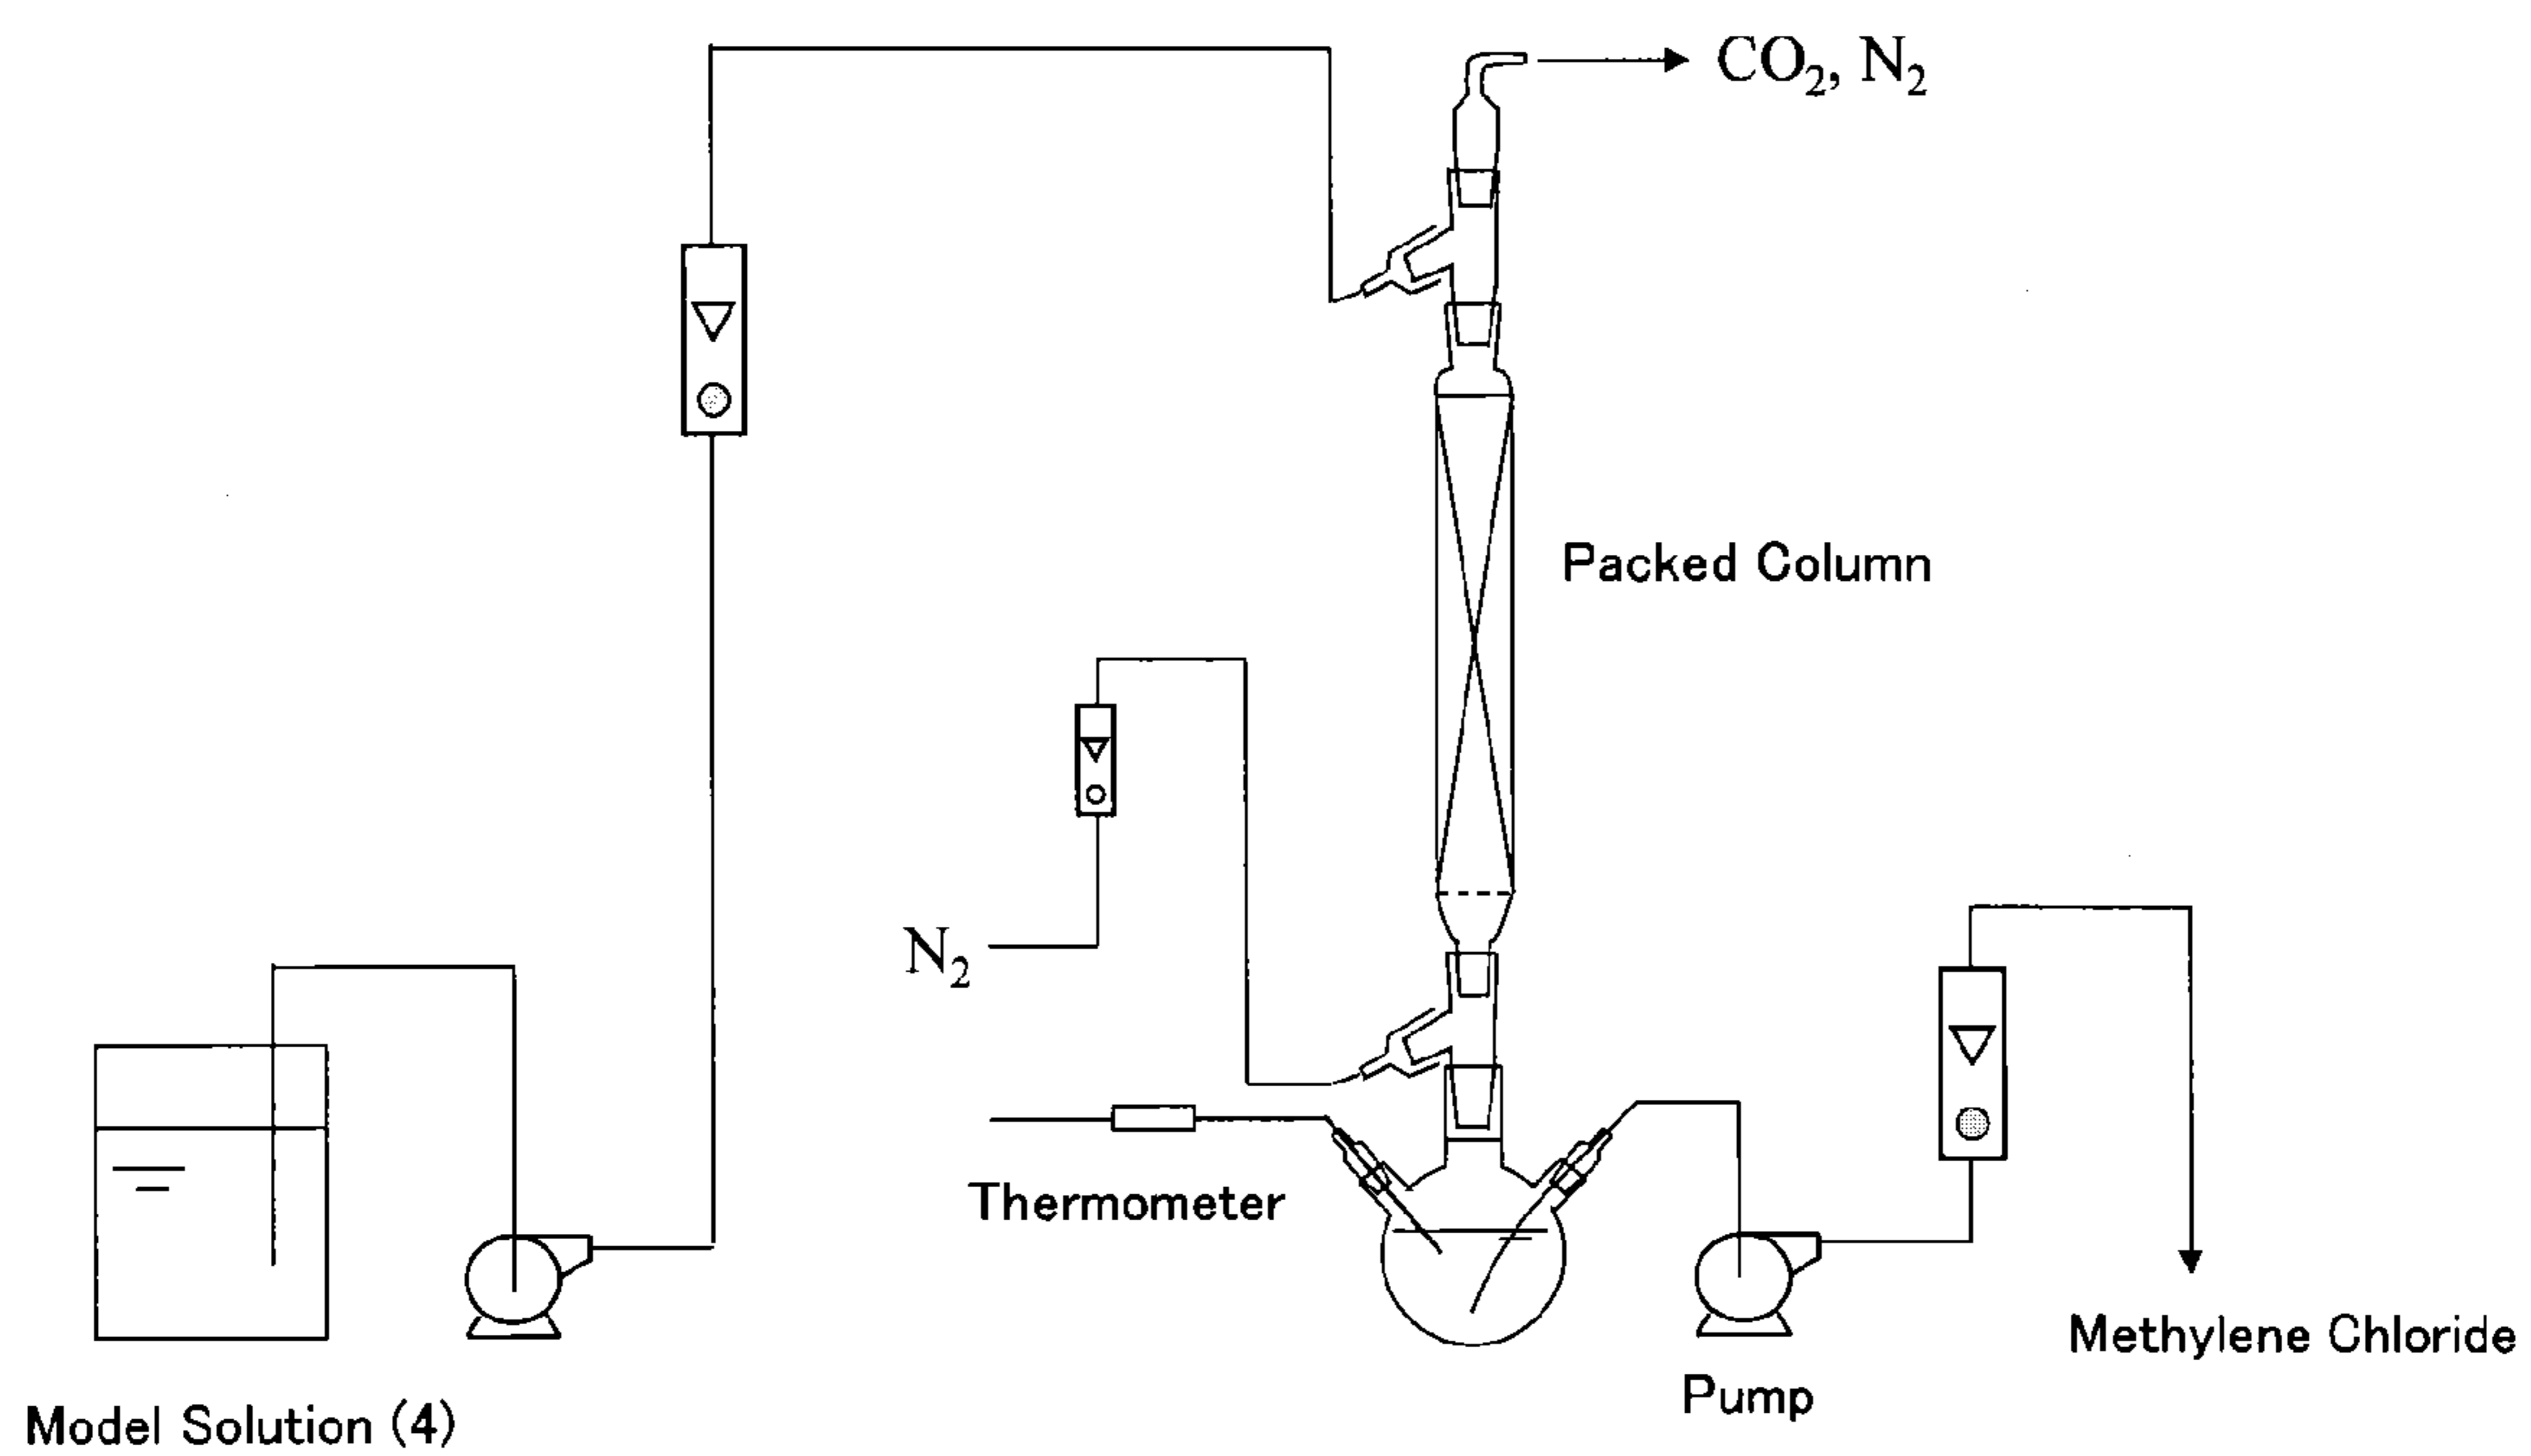 CO₂, N₂
Packed Column
N₂
Thermometer
Methylene Chloride
Pump
Model Solution (4)